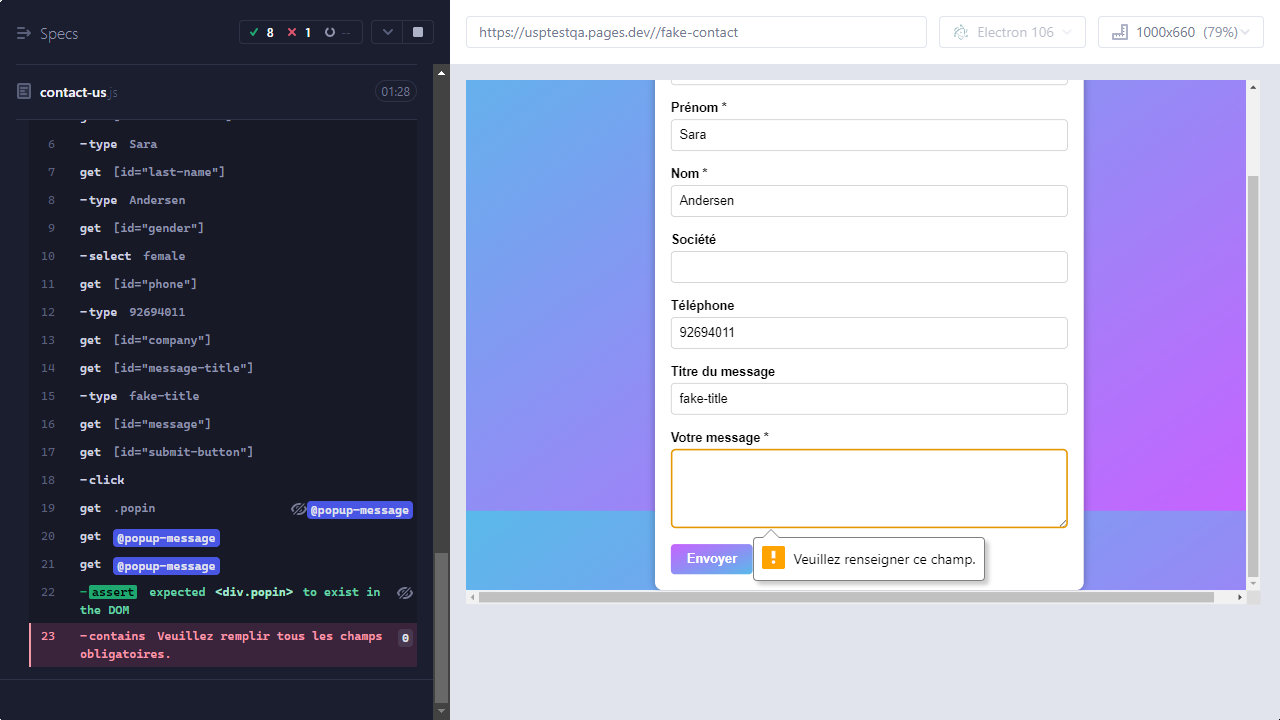 Specs
8
1
--
contact-us.js
01:28
6 -type Sara
7 get [id="last-name"]
8 -type Andersen
9 get [id="gender"]
10 -select female
11 get [id="phone"]
12 -type 92694011
13 get [id="company"]
14 get [id="message-title"]
15 -type fake-title
16 get [id="message"]
17 get [id="submit-button"]
18 -click
19 get .popin @popup-message
20 get @popup-message
21 get @popup-message
22 -assert expected <div.popin> to exist in
the DOM
23 -contains Veuillez remplir tous les champs 0
obligatoires.
https://usptestqa.pages.dev//fake-contact
Electron 106
1000x660 (79%)
Prénom *
Sara
Nom *
Andersen
Société
Téléphone
92694011
Titre du message
fake-title
Votre message *
Envoyer
Veuillez renseigner ce champ.